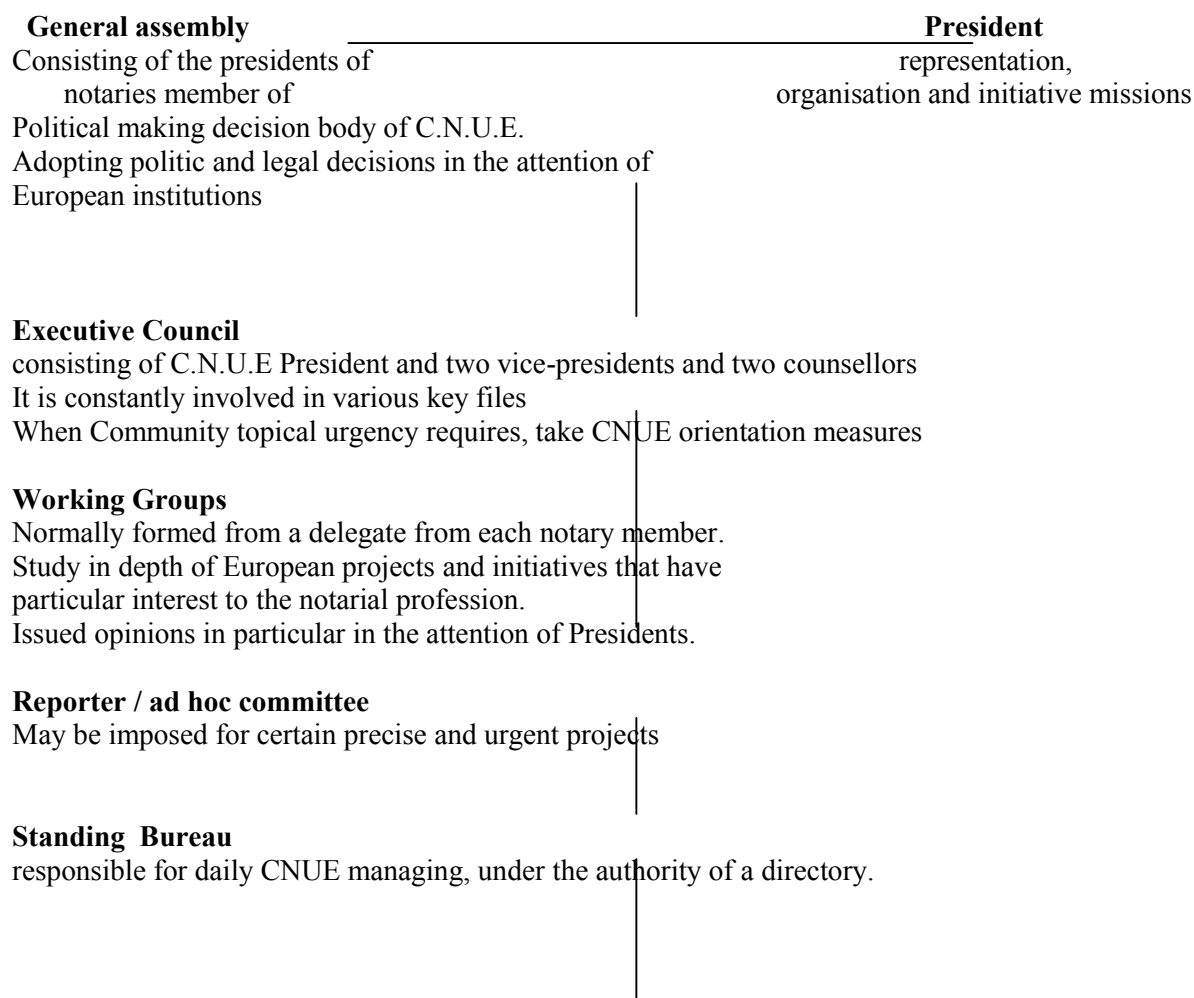 General assembly President
Consisting of the presidents of representation,
notaries member of organisation and initiative missions
Political making decision body of C.N.U.E.
Adopting politic and legal decisions in the attention of
European institutions
Executive Council
consisting of C.N.U.E President and two vice-presidents and two counsellors
It is constantly involved in various key files
When Community topical urgency requires, take CNUE orientation measures
Working Groups
Normally formed from a delegate from each notary member.
Study in depth of European projects and initiatives that have
particular interest to the notarial profession.
Issued opinions in particular in the attention of Presidents.
Reporter / ad hoc committee
May be imposed for certain precise and urgent projects
Standing Bureau
responsible for daily CNUE managing, under the authority of a directory.